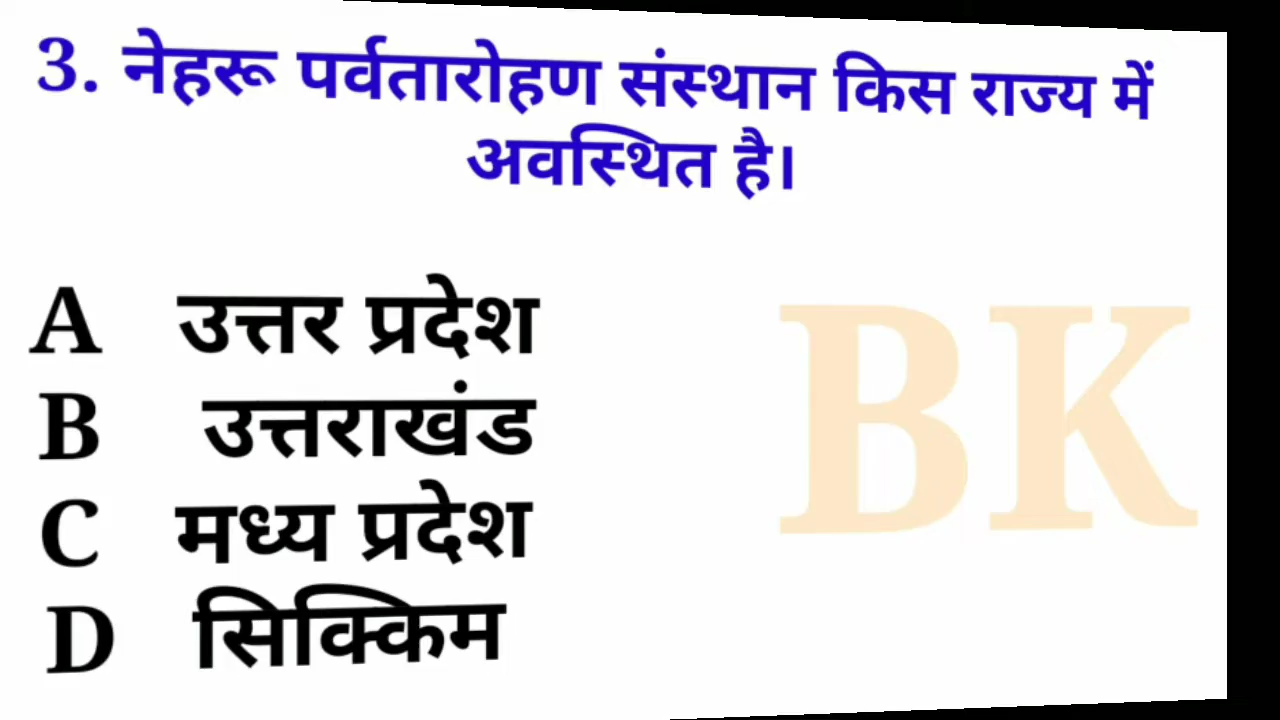 3. नेहरू पर्वतारोहण संस्थान किस राज्य में
अवस्थित है।
A उत्तर प्रदेश
B उत्तराखंड
C मध्य प्रदेश
D सिक्किम
BK